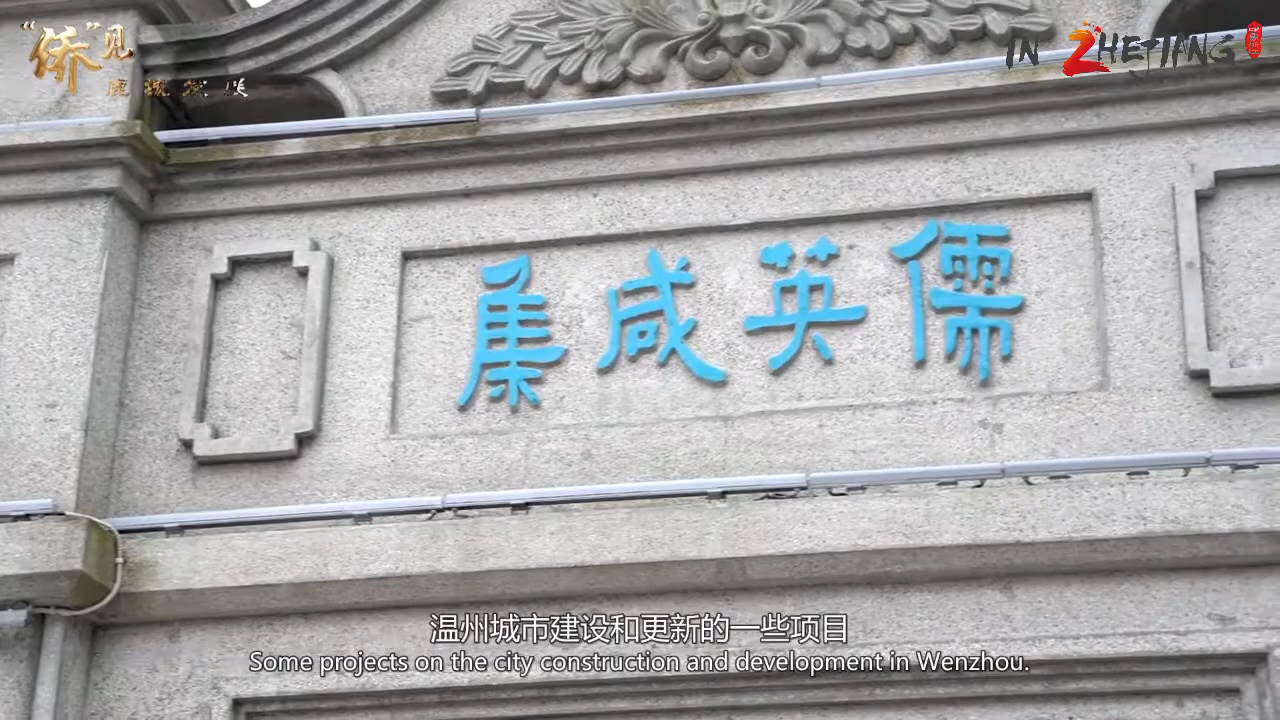 “侨”见
IN ZHEJIANG
集咸英儒
温州城市建设和更新的一些项目
Some projects on the city construction and development in Wenzhou.